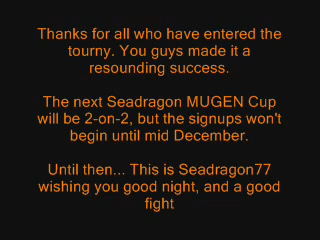 Thanks for all who have entered the
tourny. You guys made it a
resounding success.
The next Seadragon MUGEN Cup
will be 2-on-2, but the signups won't
begin until mid December.
Until then... This is Seadragon77
wishing you good night, and a good
fight